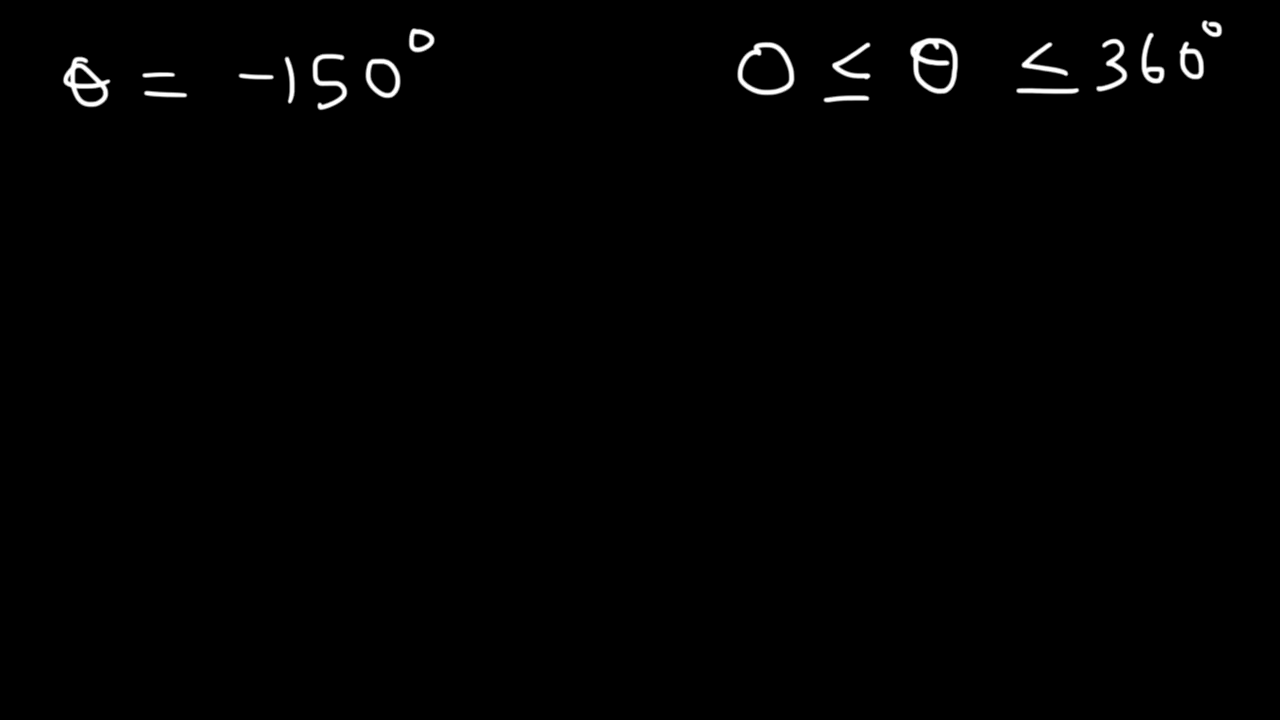 θ = -150° 0 ≤ θ ≤ 360°